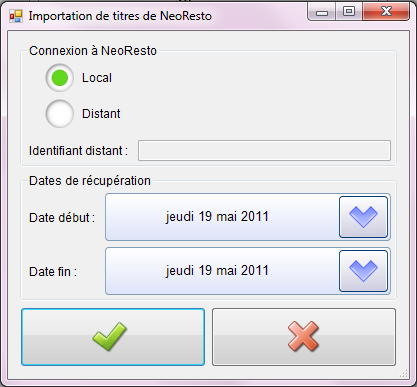 Importation de titres de NeoResto
Connexion à NeoResto
Local
Distant
Identifiant distant :
Dates de récupération
Date début :
jeudi 19 mai 2011
Date fin :
jeudi 19 mai 2011